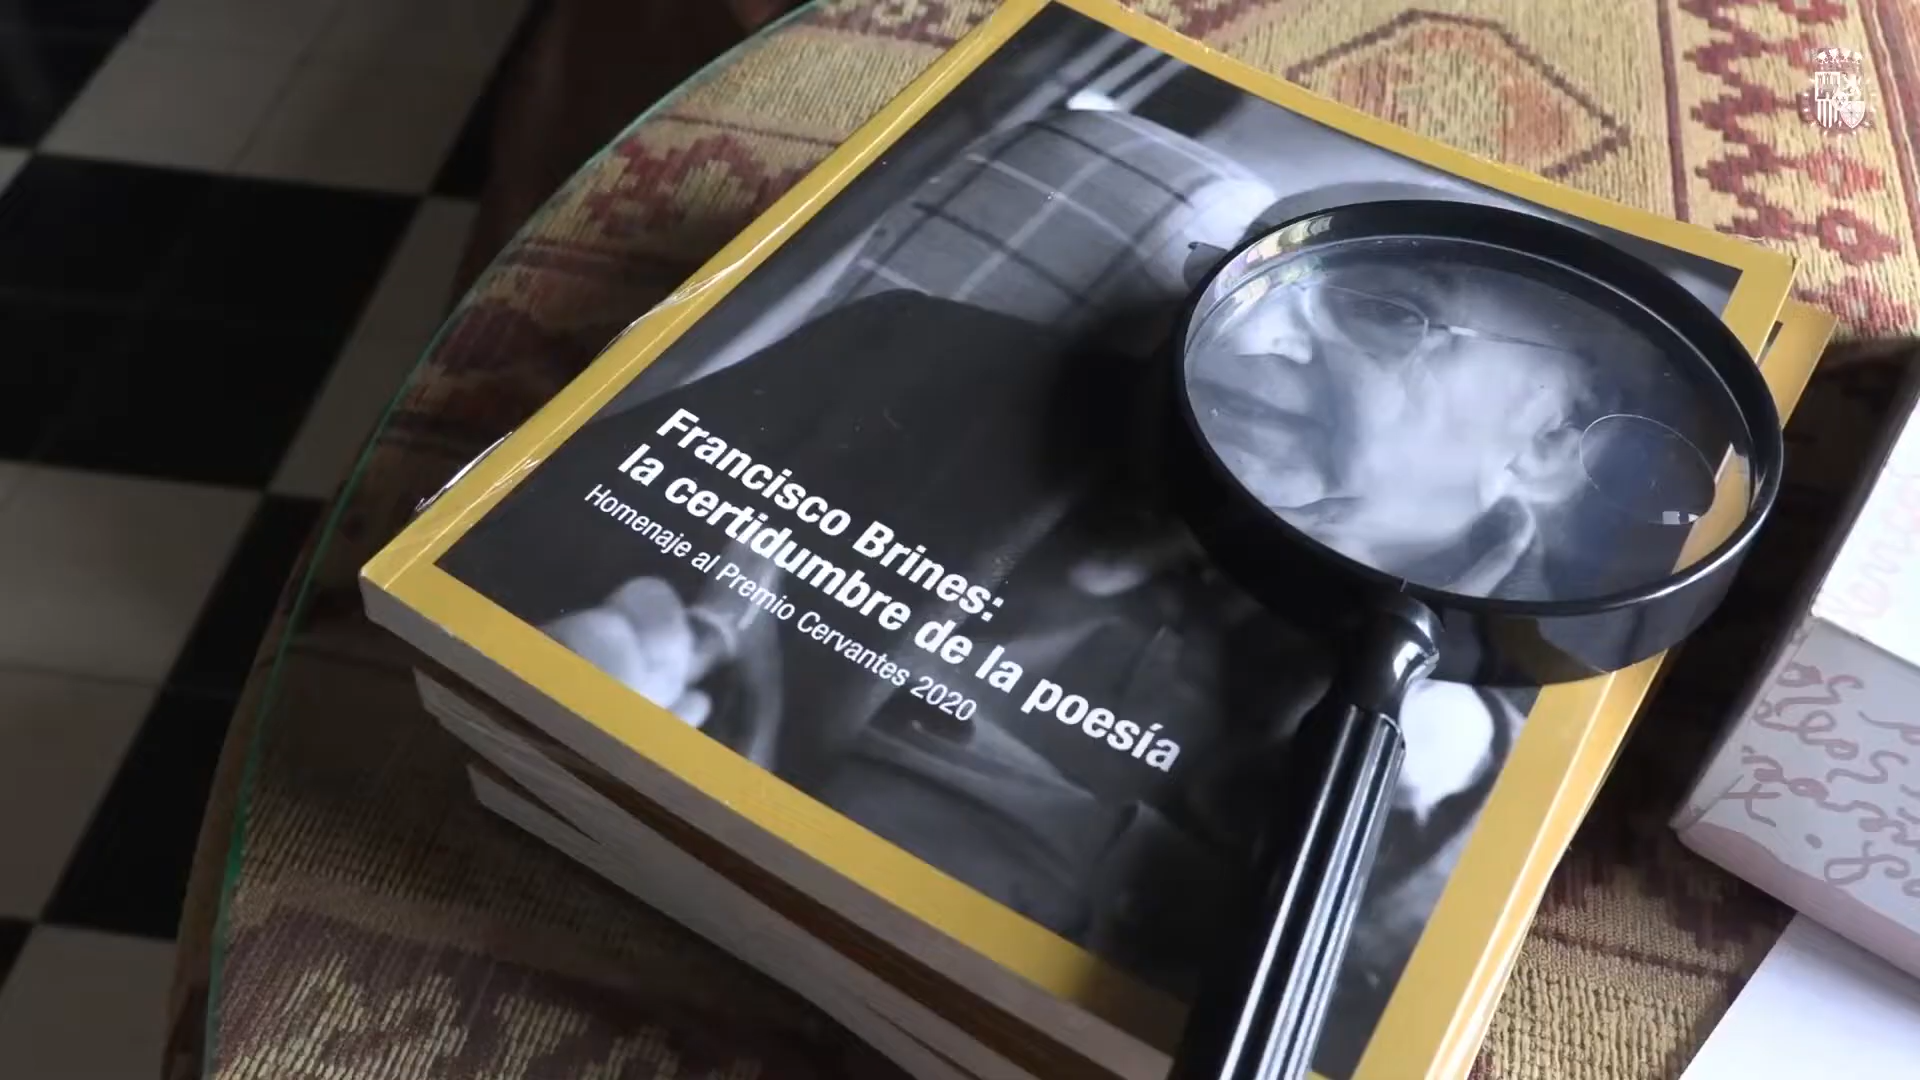 Francisco Brines:
la certidumbre de la poesía
Homenaje al Premio Cervantes 2020